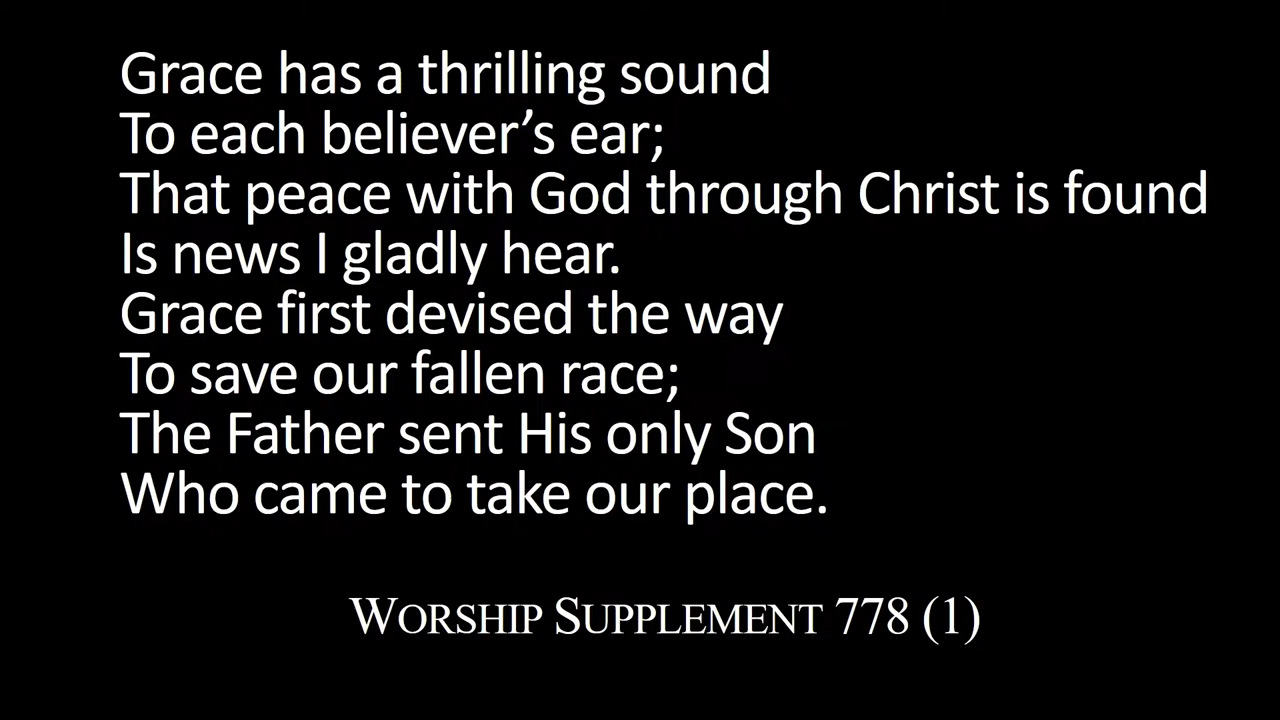 Grace has a thrilling sound
To each believer’s ear;
That peace with God through Christ is found
Is news I gladly hear.
Grace first devised the way
To save our fallen race;
The Father sent His only Son
Who came to take our place.
WORSHIP SUPPLEMENT 778 (1)